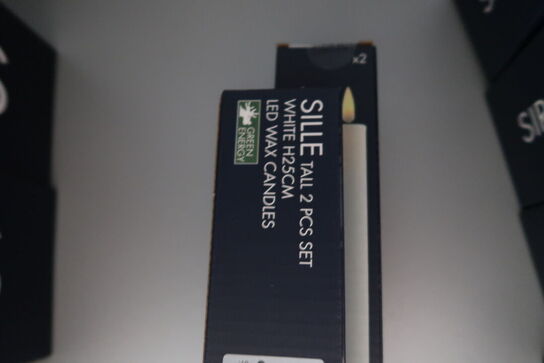 x2
SILLE TALL 2 PCS SET
WHITE H25CM
LED WAX CANDLES
GREEN
ENERGY